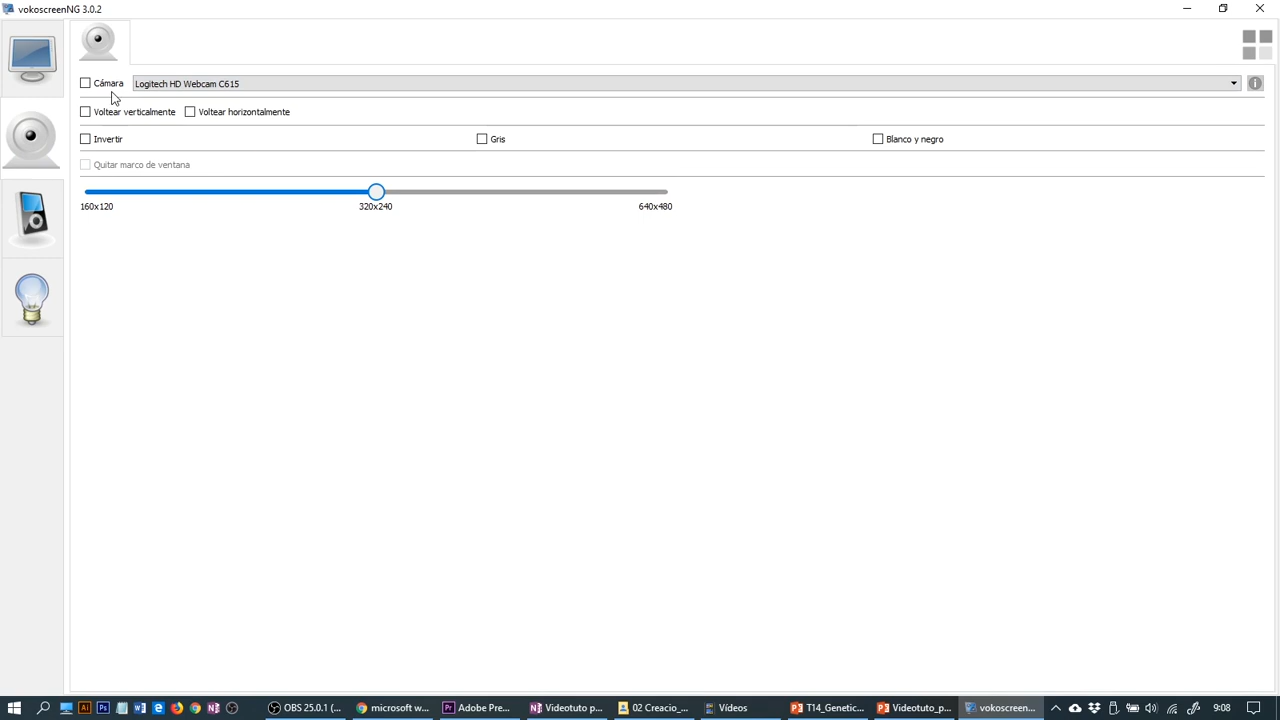 vokoscreenNG 3.0.2
Cámara Logitech HD Webcam C615
Voltear verticalmente Voltear horizontalmente
Invertir Gris Blanco y negro
Quitar marco de ventana
160x120 320x240 640x480
OBS 25.0.1 (... microsoft w... Adobe Pre... Videotuto p... 02 Creacio_... Vídeos T14_Genetic... Videotuto_p... vokoscreen... 9:08